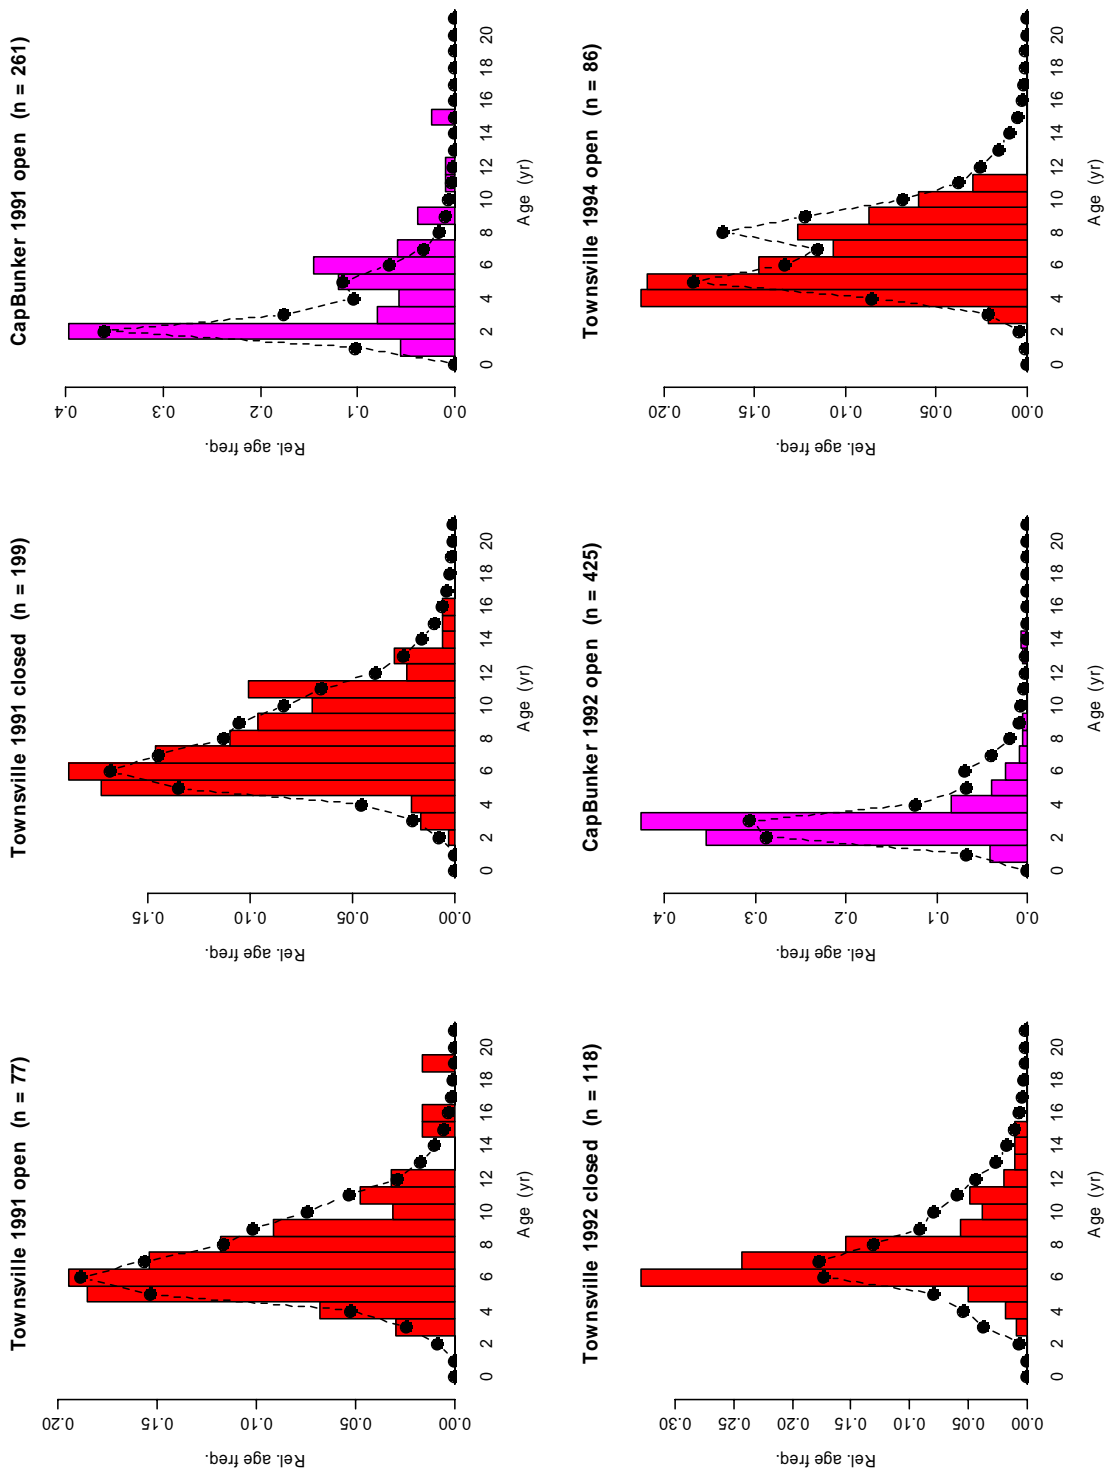 Townsville 1991 open (n = 77)
Rel. age freq.
0.20
0.15
0.10
0.05
0.00
0 2 4 6 8 10 12 14 16 18 20
Age (yr)
Townsville 1991 closed (n = 199)
Rel. age freq.
0.15
0.10
0.05
0.00
0 2 4 6 8 10 12 14 16 18 20
Age (yr)
CapBunker 1991 open (n = 261)
Rel. age freq.
0.4
0.3
0.2
0.1
0.0
0 2 4 6 8 10 12 14 16 18 20
Age (yr)
Townsville 1992 closed (n = 118)
Rel. age freq.
0.30
0.25
0.20
0.15
0.10
0.05
0.00
0 2 4 6 8 10 12 14 16 18 20
Age (yr)
CapBunker 1992 open (n = 425)
Rel. age freq.
0.4
0.3
0.2
0.1
0.0
0 2 4 6 8 10 12 14 16 18 20
Age (yr)
Townsville 1994 open (n = 86)
Rel. age freq.
0.20
0.15
0.10
0.05
0.00
0 2 4 6 8 10 12 14 16 18 20
Age (yr)